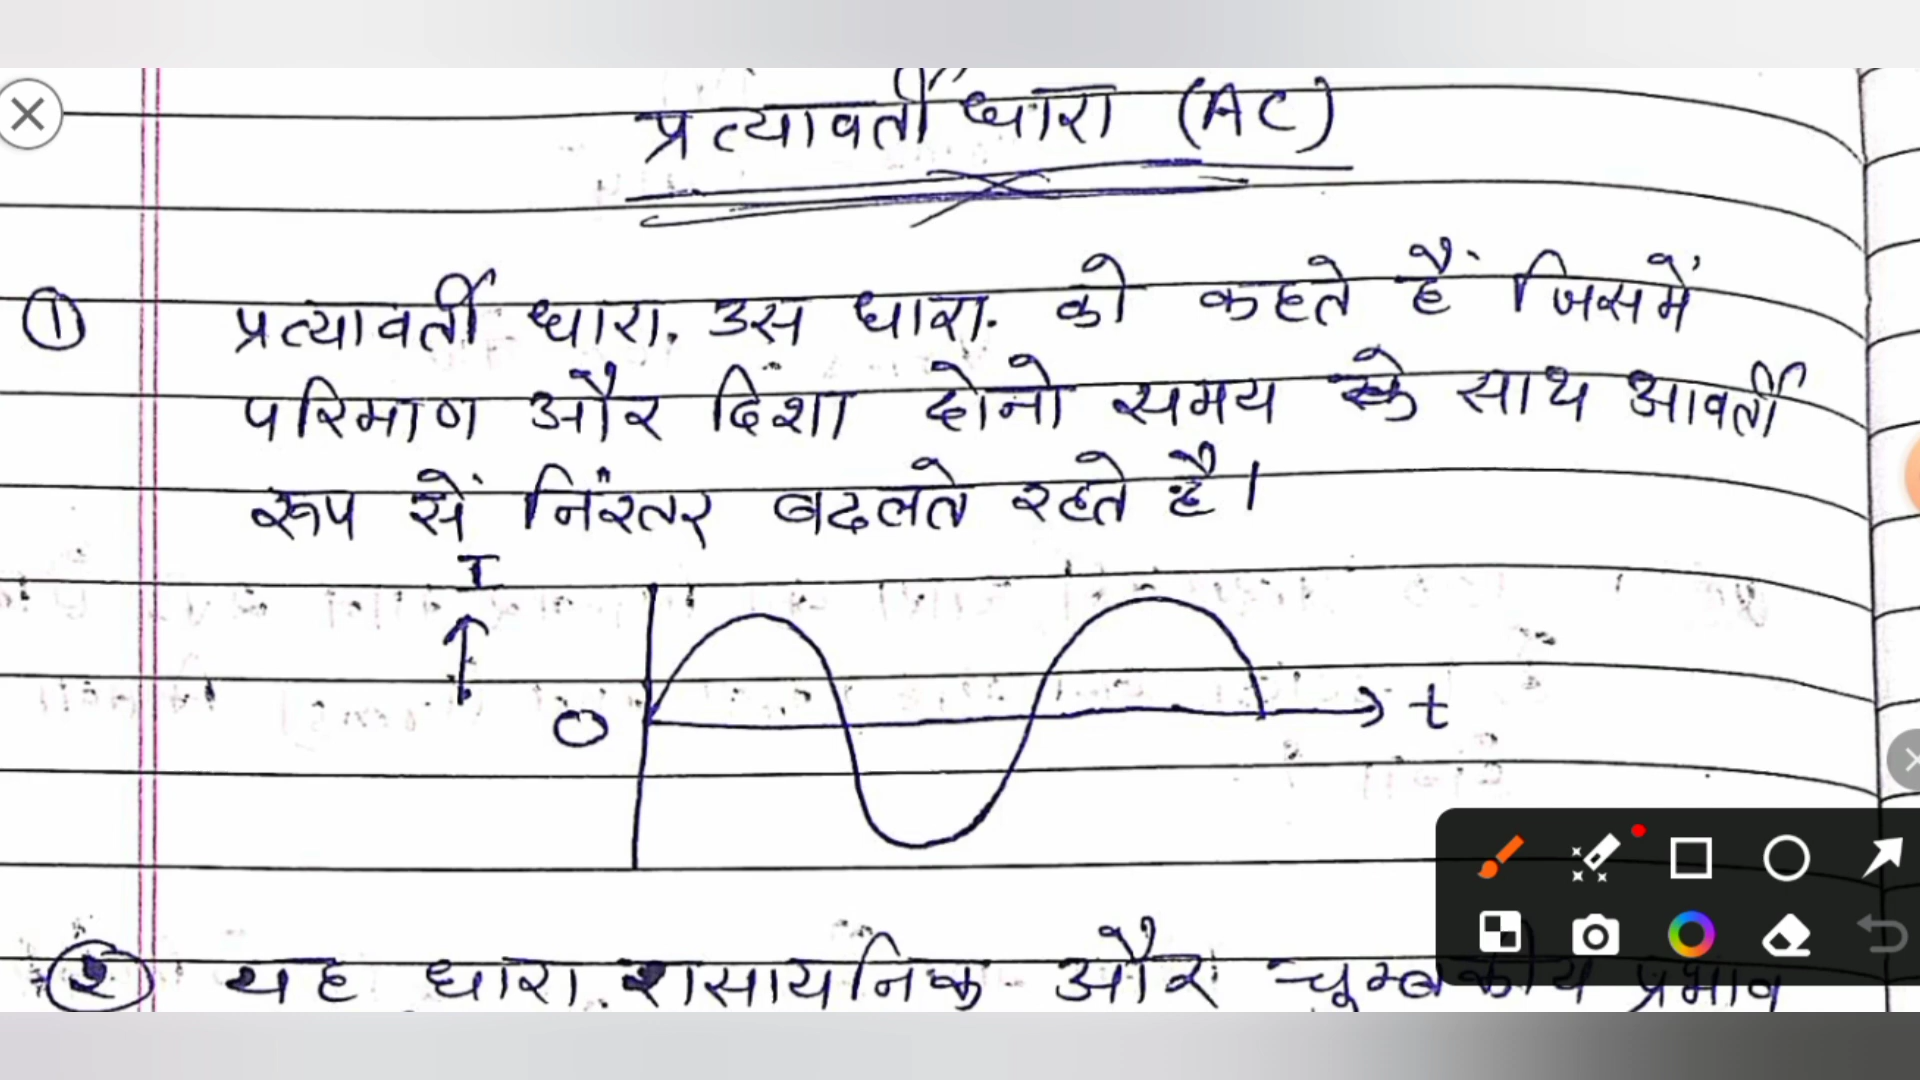 प्रत्यावर्ती धारा (AC)
① प्रत्यावर्ती धारा. उस धारा. को कहते हैं जिसमें
परिमाण और दिंशा दोनो समय के साथ आवर्ती
रूप सें निंरतर बदलते रहते है।
I
O
t
② यह धारा रासायनिक और चूम्बकीय प्रभाव